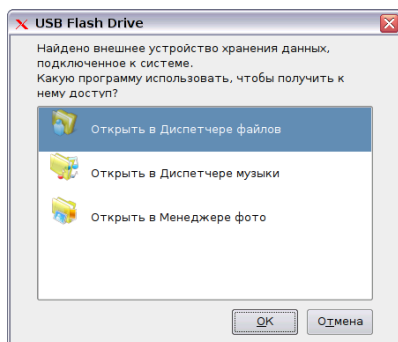 USB Flash Drive
Найдено внешнее устройство хранения данных,
подключенное к системе.
Какую программу использовать, чтобы получить к
нему доступ?
Открыть в Диспетчере файлов
Открыть в Диспетчере музыки
Открыть в Менеджере фото
OK
Отмена